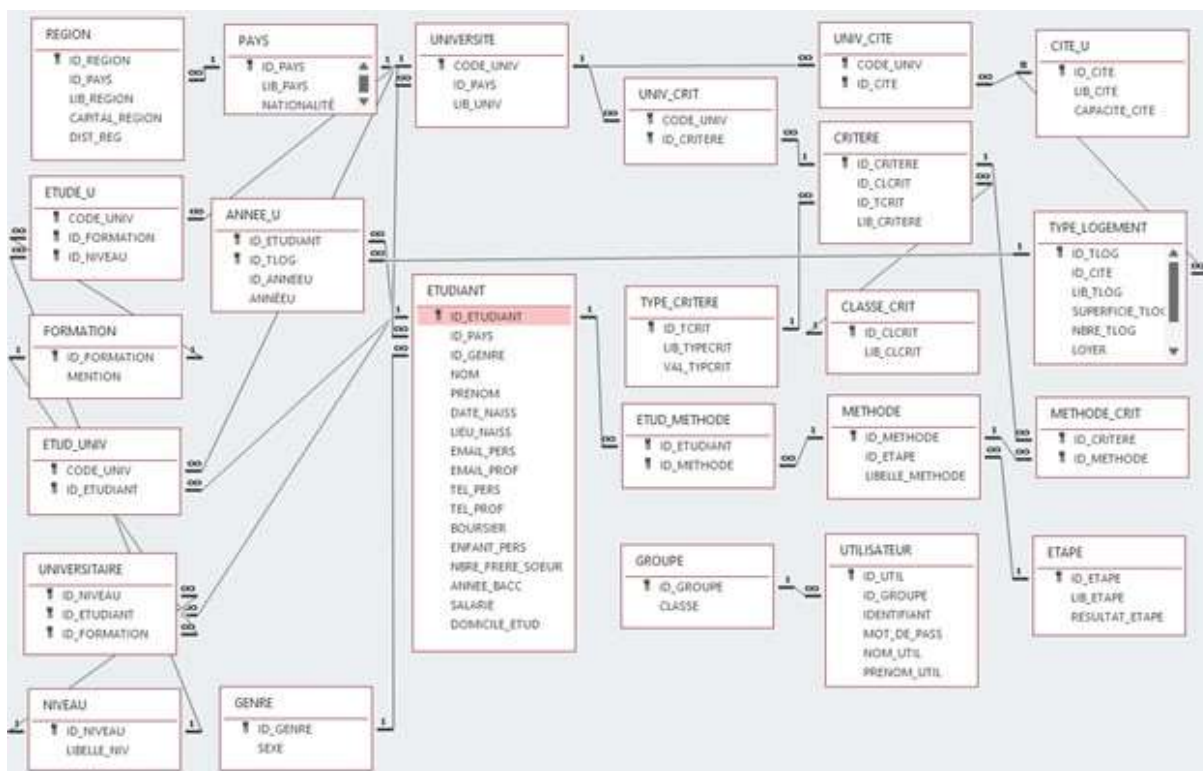 REGION
ID_REGION
ID_PAYS
LIB_REGION
CAPITAL_REGION
DIST_REG
PAYS
ID_PAYS
LIB_PAYS
NATIONALITÉ
UNIVERSITE
CODE_UNIV
ID_PAYS
LIB_UNIV
UNIV_CITE
CODE_UNIV
ID_CITE
CITE_U
ID_CITE
LIB_CITE
CAPACITE_CITE
UNIV_CRIT
CODE_UNIV
ID_CRITERE
CRITERE
ID_CRITERE
ID_CLCRIT
ID_TCRIT
LIB_CRITERE
ETUDE_U
CODE_UNIV
ID_FORMATION
ID_NIVEAU
ANNEE_U
ID_ETUDIANT
ID_TLOG
ID_ANNEEU
ANNÉEU
TYPE_LOGEMENT
ID_TLOG
ID_CITE
LIB_TLOG
SUPERFICIE_TLOG
NBRE_TLOG
LOYER
ETUDIANT
ID_ETUDIANT
ID_PAYS
ID_GENRE
NOM
PRENOM
DATE_NAISS
LIEU_NAISS
EMAIL_PERS
EMAIL_PROF
TEL_PERS
TEL_PROF
BOURSIER
ENFANT_PERS
NBRE_FRERE_SOEUR
ANNEE_BACC
SALARIE
DOMICILE_ETUD
TYPE_CRITERE
ID_TCRIT
LIB_TYPECRIT
VAL_TYPCRIT
CLASSE_CRIT
ID_CLCRIT
LIB_CLCRIT
FORMATION
ID_FORMATION
MENTION
ETUD_UNIV
CODE_UNIV
ID_ETUDIANT
ETUD_METHODE
ID_ETUDIANT
ID_METHODE
METHODE
ID_METHODE
ID_ETAPE
LIBELLE_METHODE
METHODE_CRIT
ID_CRITERE
ID_METHODE
UNIVERSITAIRE
ID_NIVEAU
ID_ETUDIANT
ID_FORMATION
GROUPE
ID_GROUPE
CLASSE
UTILISATEUR
ID_UTIL
ID_GROUPE
IDENTIFIANT
MOT_DE_PASS
NOM_UTIL
PRENOM_UTIL
ETAPE
ID_ETAPE
LIB_ETAPE
RESULTAT_ETAPE
NIVEAU
ID_NIVEAU
LIBELLE_NIV
GENRE
ID_GENRE
SEXE